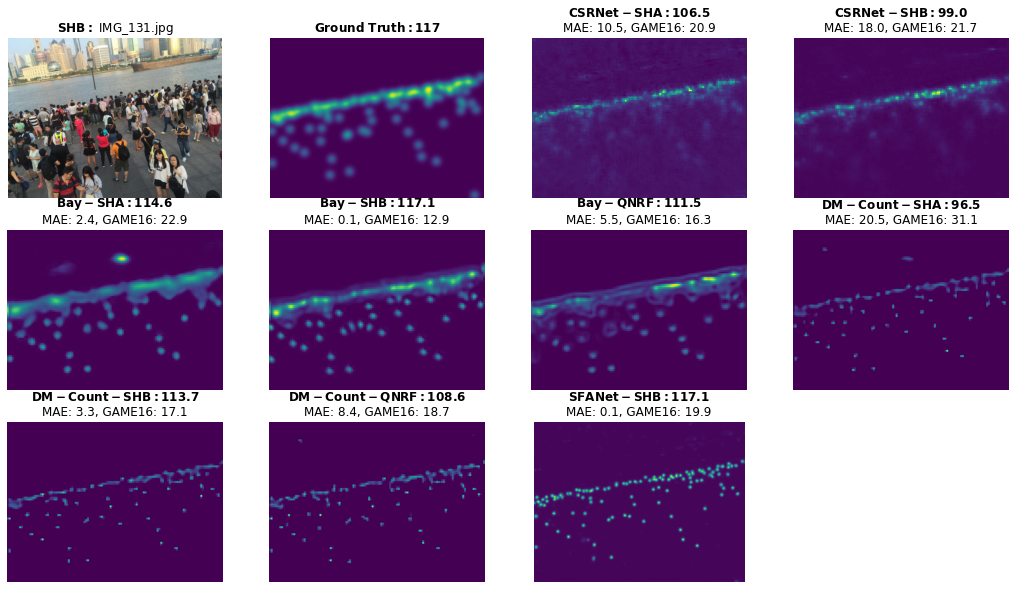 SHB: IMG_131.jpg
Ground Truth:117
CSRNet-SHA:106.5
MAE: 10.5, GAME16: 20.9
CSRNet-SHB:99.0
MAE: 18.0, GAME16: 21.7
Bay-SHA:114.6
MAE: 2.4, GAME16: 22.9
Bay-SHB:117.1
MAE: 0.1, GAME16: 12.9
Bay-QNRF:111.5
MAE: 5.5, GAME16: 16.3
DM-Count-SHA:96.5
MAE: 20.5, GAME16: 31.1
DM-Count-SHB:113.7
MAE: 3.3, GAME16: 17.1
DM-Count-QNRF:108.6
MAE: 8.4, GAME16: 18.7
SFANet-SHB:117.1
MAE: 0.1, GAME16: 19.9